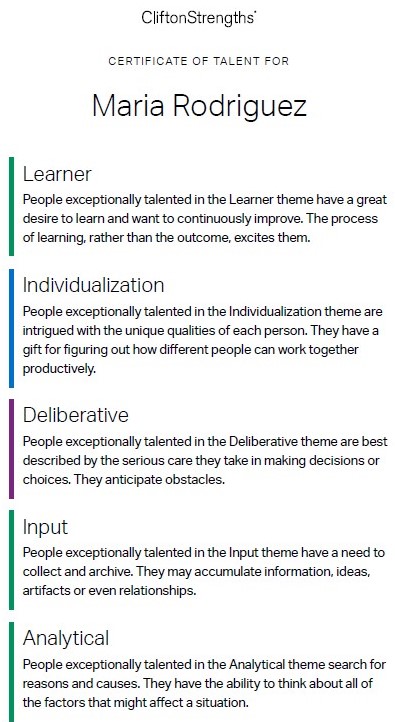 CliftonStrengths®
CERTIFICATE OF TALENT FOR
Maria Rodriguez
Learner
People exceptionally talented in the Learner theme have a great
desire to learn and want to continuously improve. The process
of learning, rather than the outcome, excites them.
Individualization
People exceptionally talented in the Individualization theme are
intrigued with the unique qualities of each person. They have a
gift for figuring out how different people can work together
productively.
Deliberative
People exceptionally talented in the Deliberative theme are best
described by the serious care they take in making decisions or
choices. They anticipate obstacles.
Input
People exceptionally talented in the Input theme have a need to
collect and archive. They may accumulate information, ideas,
artifacts or even relationships.
Analytical
People exceptionally talented in the Analytical theme search for
reasons and causes. They have the ability to think about all of
the factors that might affect a situation.